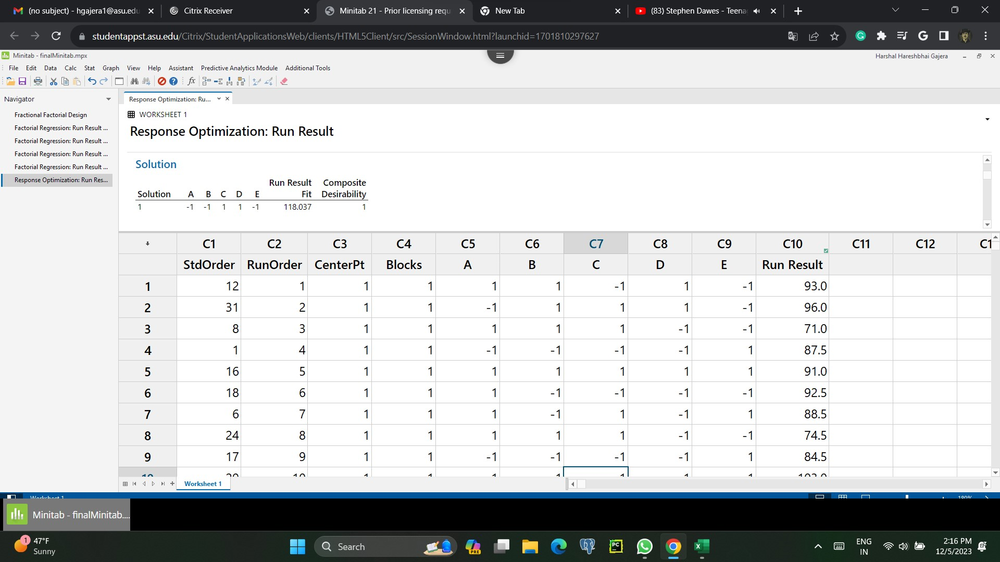 (no subject) - hgajera1@asu.edu
Citrix Receiver
Minitab 21 - Prior licensing requ
New Tab
(83) Stephen Dawes - Teena
studentappst.asu.edu/Citrix/StudentApplicationsWeb/clients/HTML5Client/src/SessionWindow.html?launchid=1701810297627
Minitab - finalMinitab.mpx
Harshal Hareshbhai Gajera
File Edit Data Calc Stat Graph View Help Assistant Predictive Analytics Module Additional Tools
Navigator
Fractional Factorial Design
Factorial Regression: Run Result ...
Factorial Regression: Run Result ...
Factorial Regression: Run Result ...
Factorial Regression: Run Result ...
Response Optimization: Run Res...
Response Optimization: Ru...
WORKSHEET 1
Response Optimization: Run Result
Solution
Run Result Composite
Solution A B C D E Fit Desirability
1 -1 -1 1 1 -1 118.037 1
C1 C2 C3 C4 C5 C6 C7 C8 C9 C10 C11 C12 C1
StdOrder RunOrder CenterPt Blocks A B C D E Run Result
1 12 1 1 1 1 1 -1 1 -1 93.0
2 31 2 1 1 -1 1 1 1 -1 96.0
3 8 3 1 1 1 1 1 -1 -1 71.0
4 1 4 1 1 -1 -1 -1 -1 1 87.5
5 16 5 1 1 1 1 1 1 1 91.0
6 18 6 1 1 1 -1 -1 -1 -1 92.5
7 6 7 1 1 1 -1 1 -1 1 88.5
8 24 8 1 1 1 1 1 -1 -1 74.5
9 17 9 1 1 -1 -1 -1 -1 1 84.5
Worksheet 1
Worksheet 1
180%
Minitab - finalMinitab....
1
47°F
Sunny
Search
PRE
PC
ENG
IN
2:16 PM
12/5/2023